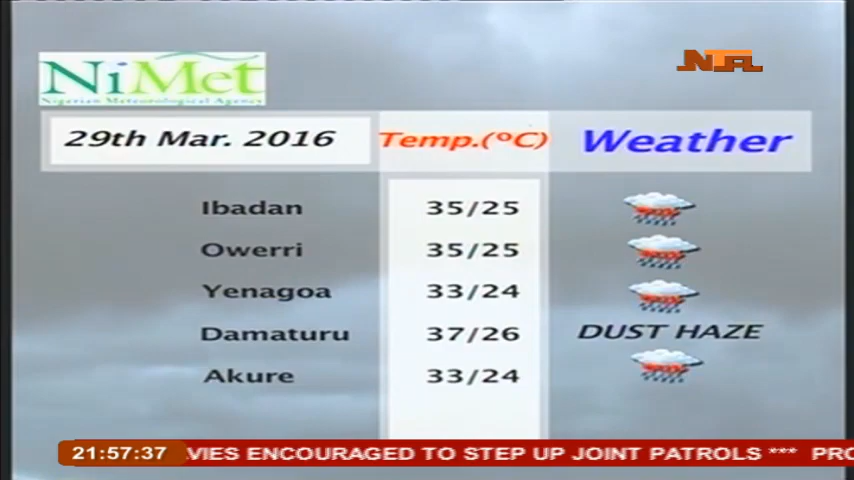 NiMet
Nigerian Meteorological Agency
NTA
29th Mar. 2016 Temp.(ºC) Weather
Ibadan 35/25
Owerri 35/25
Yenagoa 33/24
Damaturu 37/26 DUST HAZE
Akure 33/24
21:57:37 VIES ENCOURAGED TO STEP UP JOINT PATROLS *** PRO